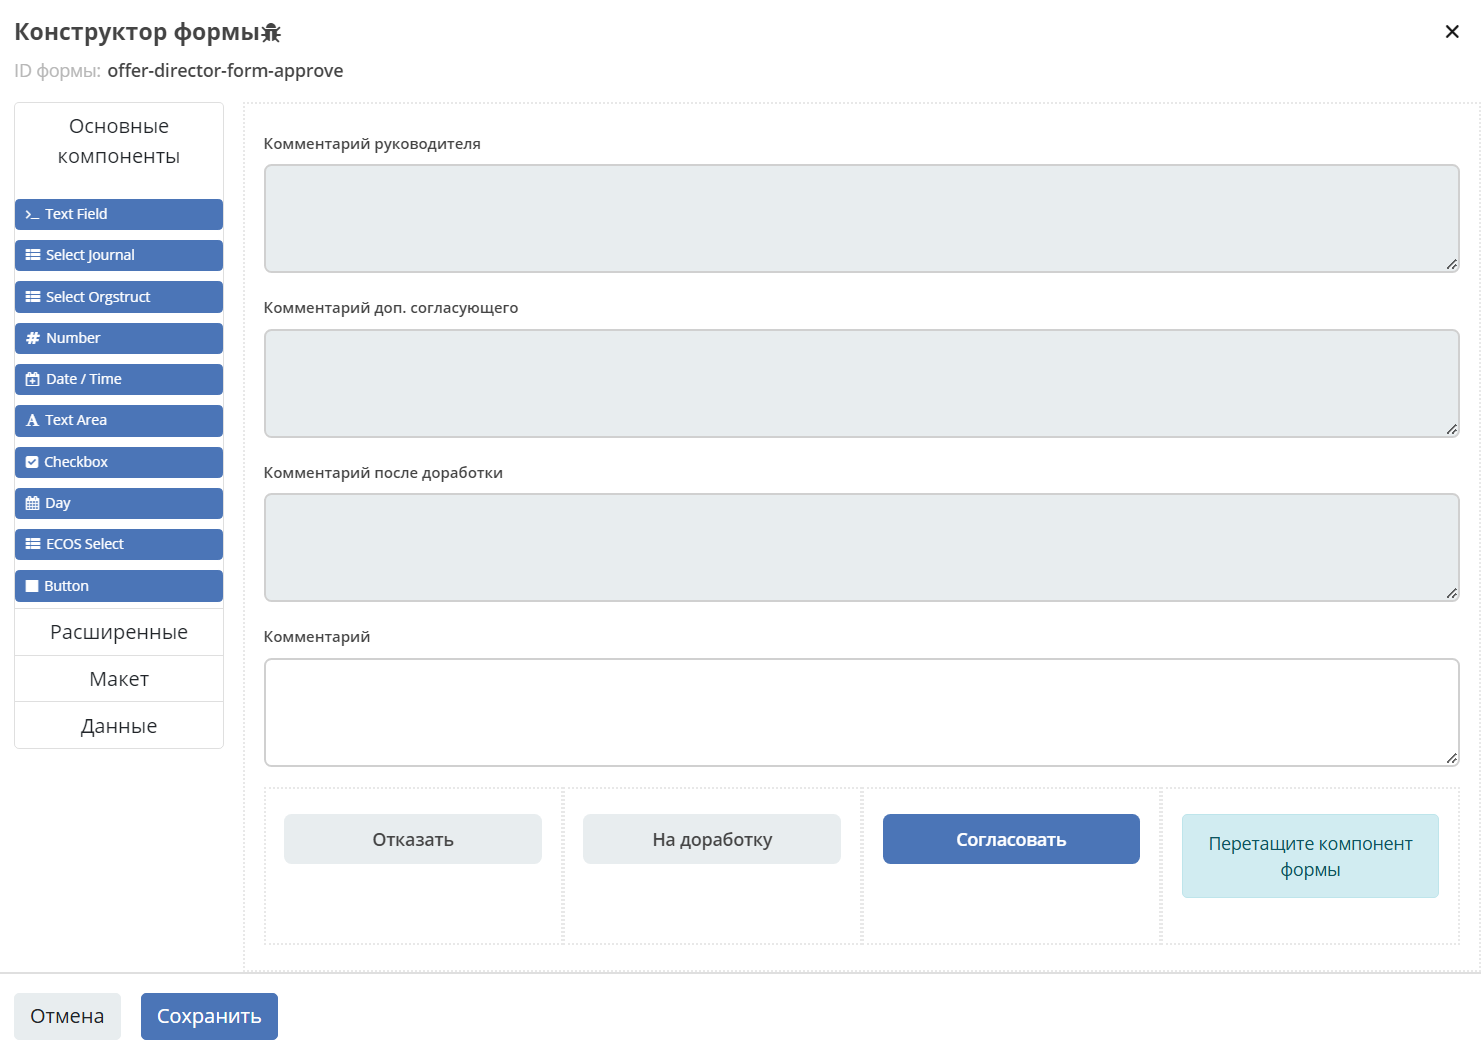 Конструктор формы
ID формы: offer-director-form-approve
Основные
компоненты
Text Field
Select Journal
Select Orgstruct
Number
Date / Time
Text Area
Checkbox
Day
ECOS Select
Button
Расширенные
Макет
Данные
Комментарий руководителя
Комментарий доп. согласующего
Комментарий после доработки
Комментарий
Отказать
На доработку
Согласовать
Перетащите компонент
формы
Отмена
Сохранить